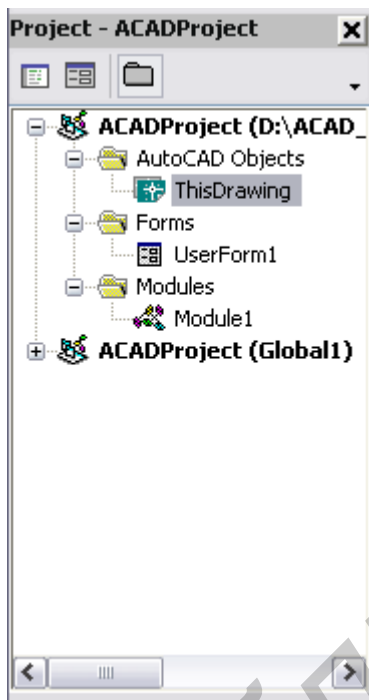 Project - ACADProject
ACADProject (D:\ACAD_
AutoCAD Objects
ThisDrawing
Forms
UserForm1
Modules
Module1
ACADProject (Global1)